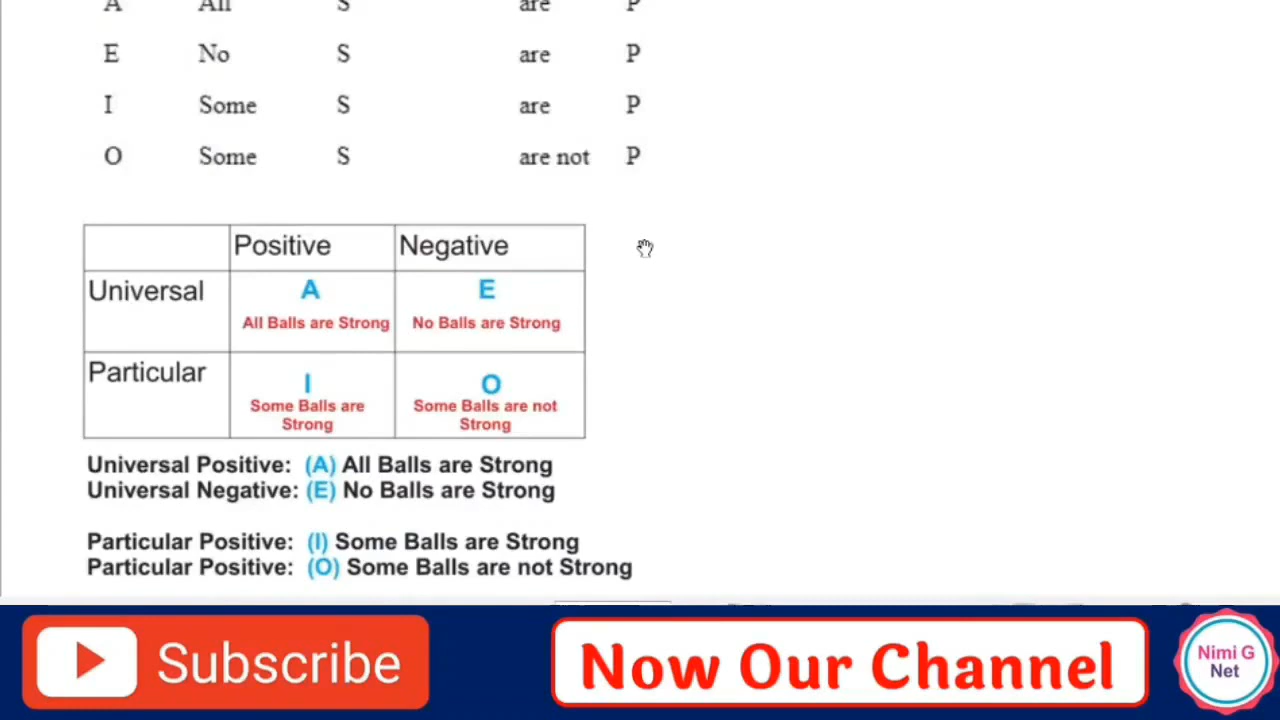 A All S are P
E No S are P
I Some S are P
O Some S are not P
Positive Negative
Universal A E
All Balls are Strong No Balls are Strong
Particular I O
Some Balls are Some Balls are not
Strong Strong
Universal Positive: (A) All Balls are Strong
Universal Negative: (E) No Balls are Strong
Particular Positive: (I) Some Balls are Strong
Particular Positive: (O) Some Balls are not Strong
Subscribe
Now Our Channel
Nimi G
Net